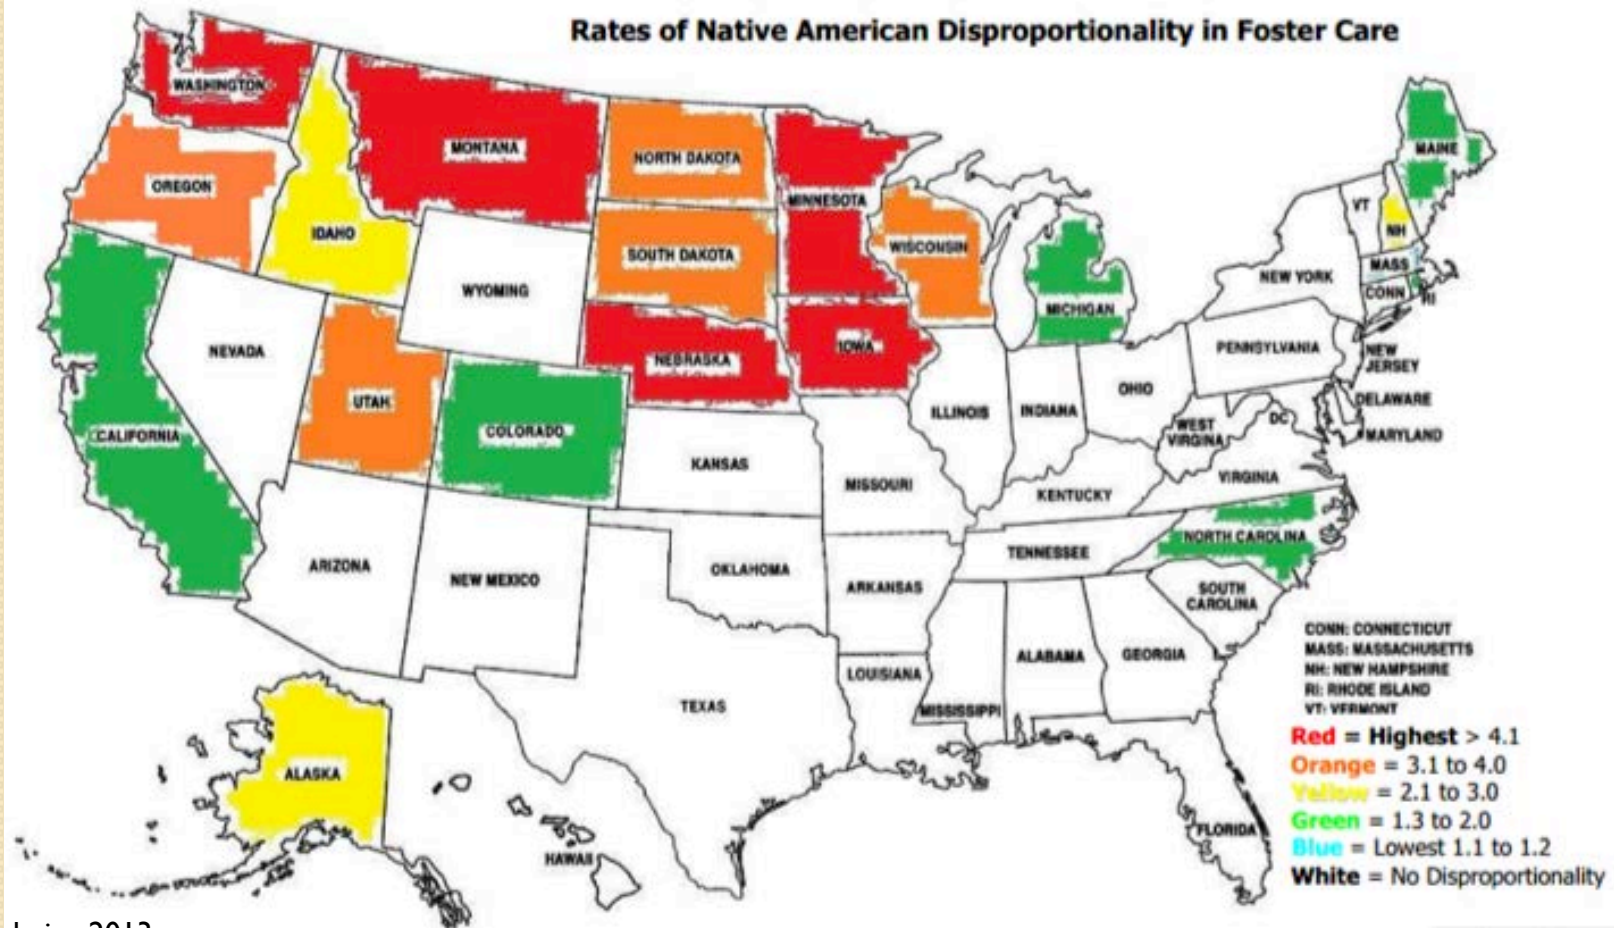 Rates of Native American Disproportionality in Foster Care
WASHINGTON
MONTANA
NORTH DAKOTA
MINNESOTA
MAINE
OREGON
IDAHO
SOUTH DAKOTA
WISCONSIN
VT
NH
WYOMING
NEW YORK
MASS
CONN
RI
MICHIGAN
NEVADA
NEBRASKA
IOWA
PENNSYLVANIA
NEW
JERSEY
UTAH
COLORADO
ILLINOIS
INDIANA
OHIO
DELAWARE
CALIFORNIA
WEST
VIRGINA
DC
MARYLAND
KANSAS
MISSOURI
KENTUCKY
VIRGINIA
ARIZONA
NEW MEXICO
OKLAHOMA
ARKANSAS
TENNESSEE
NORTH CAROLINA
SOUTH
CAROLINA
TEXAS
LOUISIANA
MISSISSIPPI
ALABAMA
GEORGIA
ALASKA
HAWAII
FLORIDA
CONN: CONNECTICUT
MASS: MASSACHUSETTS
NH: NEW HAMPSHIRE
RI: RHODE ISLAND
VT: VERMONT
Red = Highest > 4.1
Orange = 3.1 to 4.0
Yellow = 2.1 to 3.0
Green = 1.3 to 2.0
Blue = Lowest 1.1 to 1.2
White = No Disproportionality
2013